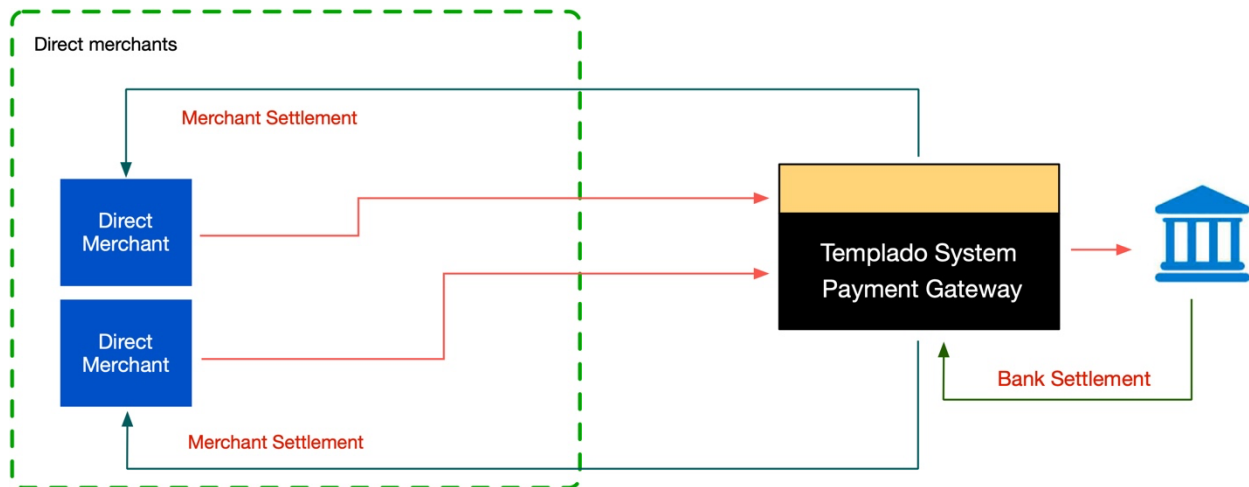 Direct merchants
Merchant Settlement
Direct
Merchant
Templado System
Payment Gateway
Direct
Merchant
Bank Settlement
Merchant Settlement